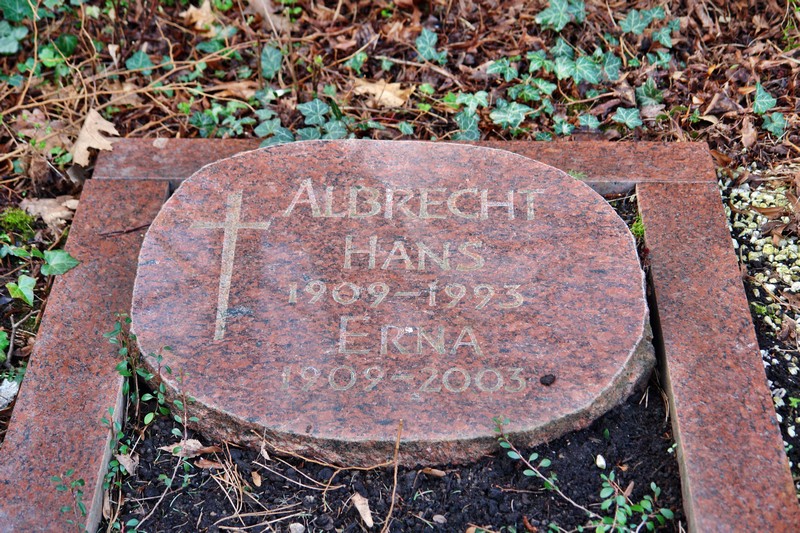 ALBRECHT
HANS
1909–1993
ERNA
1909–2003